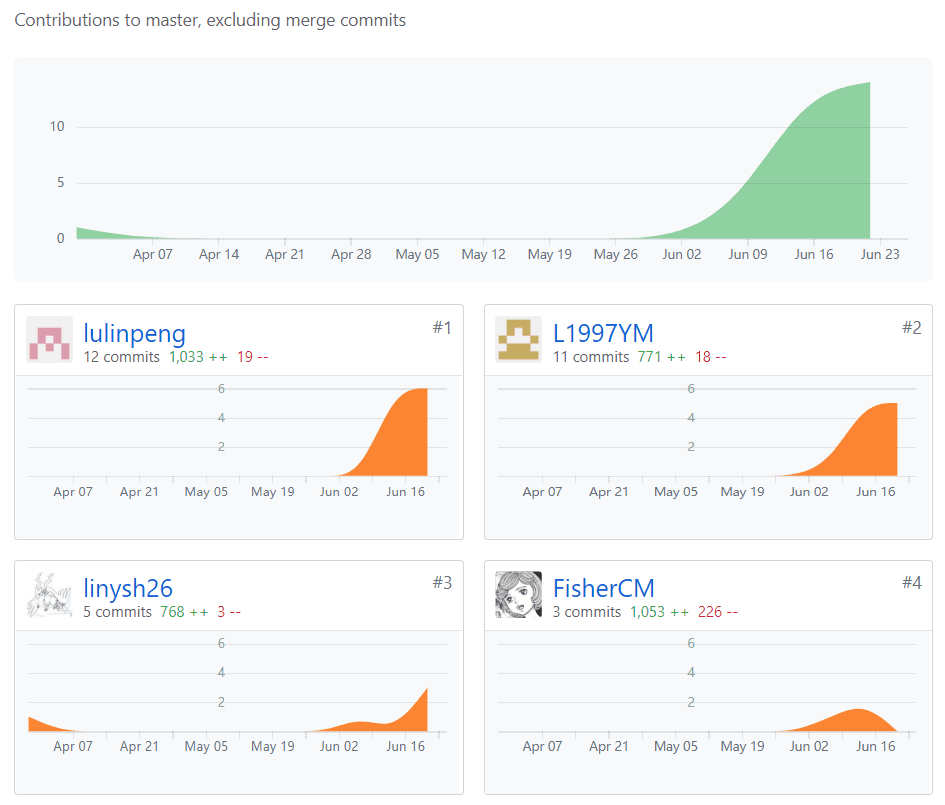 Contributions to master, excluding merge commits
10
5
0
Apr 07 Apr 14 Apr 21 Apr 28 May 05 May 12 May 19 May 26 Jun 02 Jun 09 Jun 16 Jun 23
lulinpeng #1
12 commits 1,033 ++ 19 --
6
4
2
Apr 07 Apr 21 May 05 May 19 Jun 02 Jun 16
L1997YM #2
11 commits 771 ++ 18 --
6
4
2
Apr 07 Apr 21 May 05 May 19 Jun 02 Jun 16
linysh26 #3
5 commits 768 ++ 3 --
6
4
2
Apr 07 Apr 21 May 05 May 19 Jun 02 Jun 16
FisherCM #4
3 commits 1,053 ++ 226 --
6
4
2
Apr 07 Apr 21 May 05 May 19 Jun 02 Jun 16